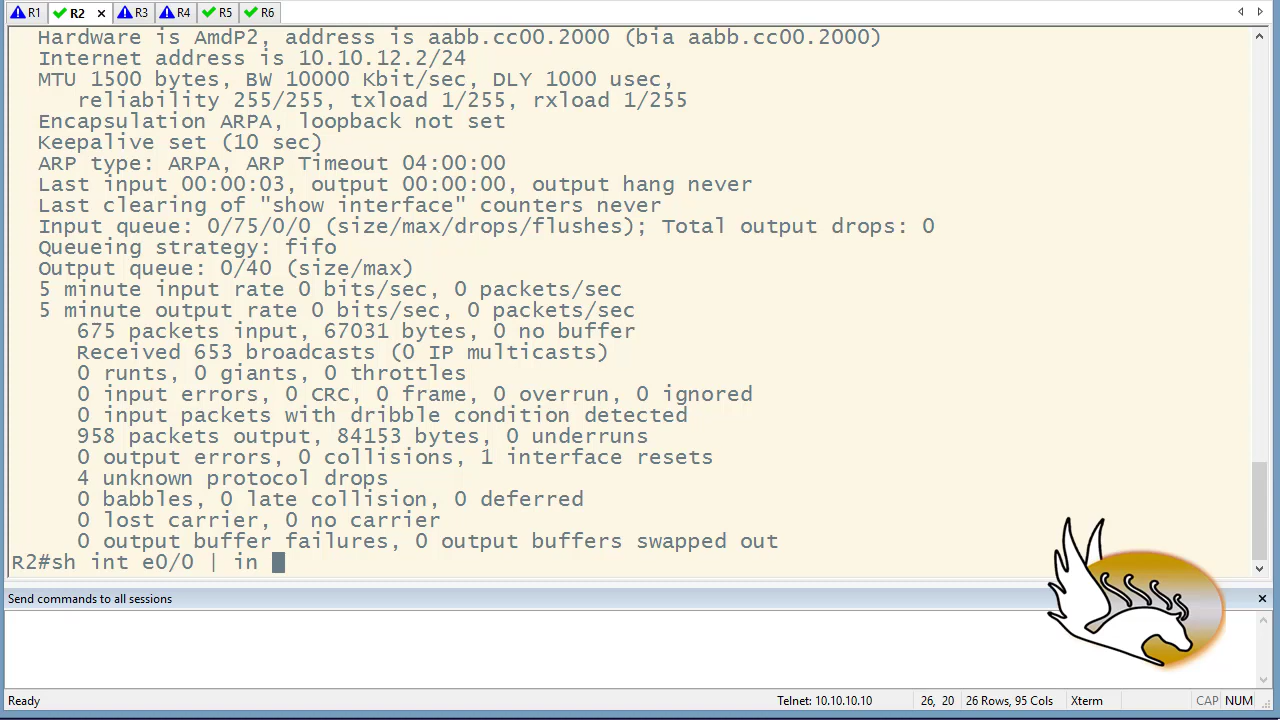 R1 R2 R3 R4 R5 R6
Hardware is AmdP2, address is aabb.cc00.2000 (bia aabb.cc00.2000)
Internet address is 10.10.12.2/24
MTU 1500 bytes, BW 10000 Kbit/sec, DLY 1000 usec,
reliability 255/255, txload 1/255, rxload 1/255
Encapsulation ARPA, loopback not set
Keepalive set (10 sec)
ARP type: ARPA, ARP Timeout 04:00:00
Last input 00:00:03, output 00:00:00, output hang never
Last clearing of "show interface" counters never
Input queue: 0/75/0/0 (size/max/drops/flushes); Total output drops: 0
Queueing strategy: fifo
Output queue: 0/40 (size/max)
5 minute input rate 0 bits/sec, 0 packets/sec
5 minute output rate 0 bits/sec, 0 packets/sec
675 packets input, 67031 bytes, 0 no buffer
Received 653 broadcasts (0 IP multicasts)
0 runts, 0 giants, 0 throttles
0 input errors, 0 CRC, 0 frame, 0 overrun, 0 ignored
0 input packets with dribble condition detected
958 packets output, 84153 bytes, 0 underruns
0 output errors, 0 collisions, 1 interface resets
4 unknown protocol drops
0 babbles, 0 late collision, 0 deferred
0 lost carrier, 0 no carrier
0 output buffer failures, 0 output buffers swapped out
R2#sh int e0/0 | in
Send commands to all sessions
Ready Telnet: 10.10.10.10 26, 20 26 Rows, 95 Cols Xterm CAP NUM